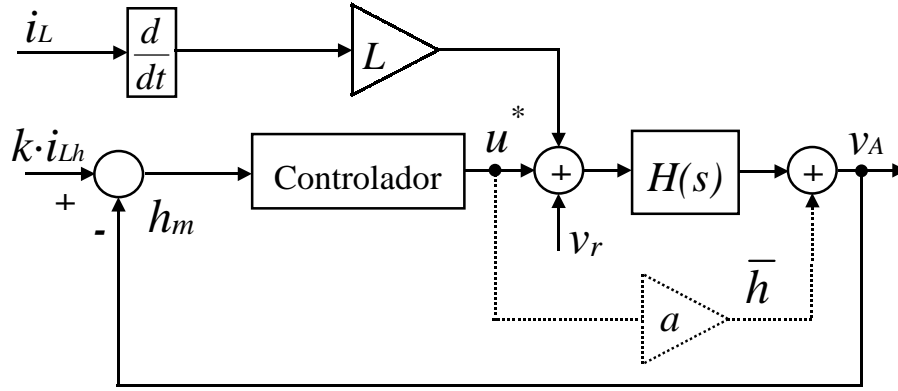 i_L
d
dt
L
k·i_Lh
+
-
h_m
Controlador
u*
+
v_r
H(s)
+
v_A
a
h̅